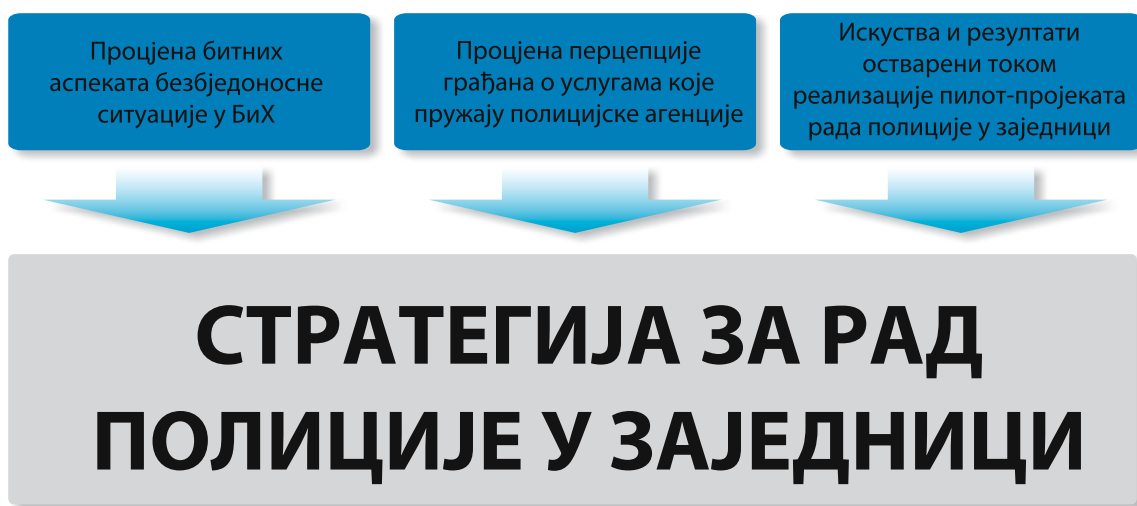 Процјена битних
аспеката безбједоносне
ситуације у БиХ
Процјена перцепције
грађана о услугама које
пружају полицијске агенције
Искуства и резултати
остварени током
реализације пилот-пројеката
рада полиције у заједници
СТРАТЕГИЈА ЗА РАД
ПОЛИЦИЈЕ У ЗАЈЕДНИЦИ